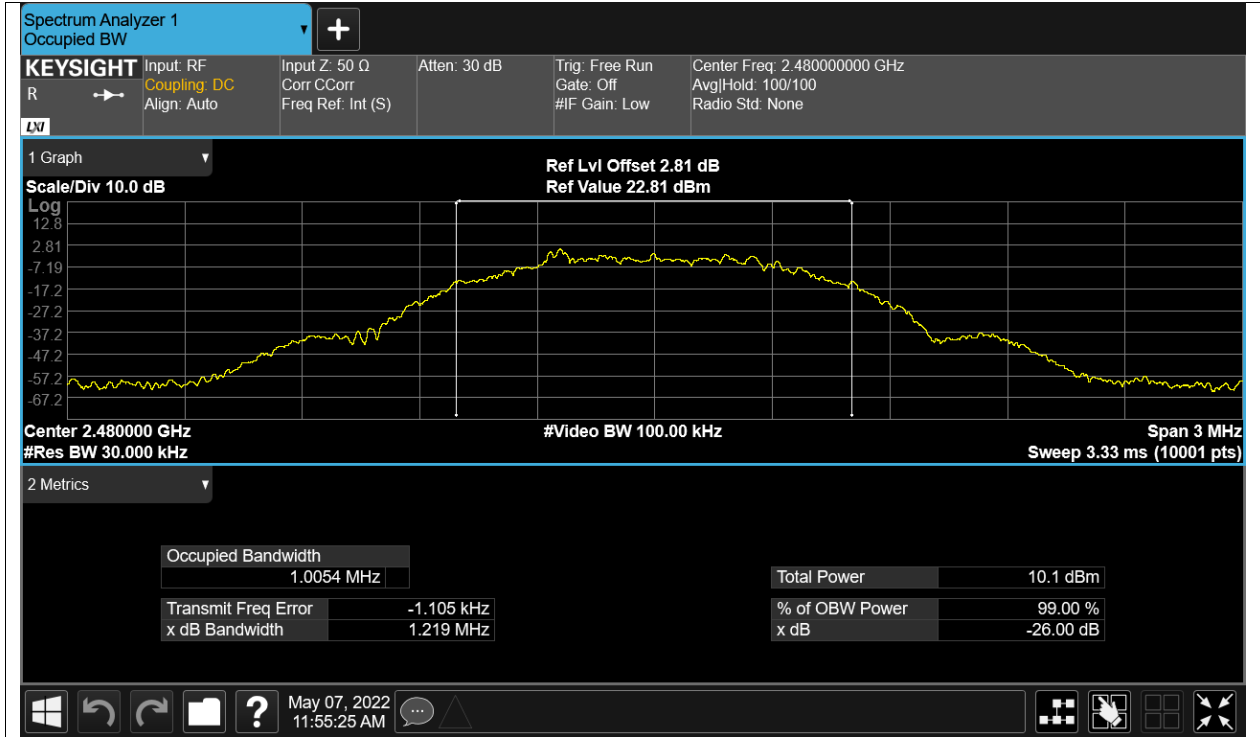 Spectrum Analyzer 1
Occupied BW
KEYSIGHT
R
LXI
Input: RF
Coupling: DC
Align: Auto
Input Z: 50 Ω
Corr CCorr
Freq Ref: Int (S)
Atten: 30 dB
Trig: Free Run
Gate: Off
#IF Gain: Low
Center Freq: 2.480000000 GHz
Avg|Hold: 100/100
Radio Std: None
1 Graph
Scale/Div 10.0 dB
Ref Lvl Offset 2.81 dB
Ref Value 22.81 dBm
Log
12.8
2.81
-7.19
-17.2
-27.2
-37.2
-47.2
-57.2
-67.2
Center 2.480000 GHz
#Res BW 30.000 kHz
#Video BW 100.00 kHz
Span 3 MHz
Sweep 3.33 ms (10001 pts)
2 Metrics
Occupied Bandwidth
1.0054 MHz
Transmit Freq Error -1.105 kHz
x dB Bandwidth 1.219 MHz
Total Power 10.1 dBm
% of OBW Power 99.00 %
x dB -26.00 dB
?
May 07, 2022
11:55:25 AM